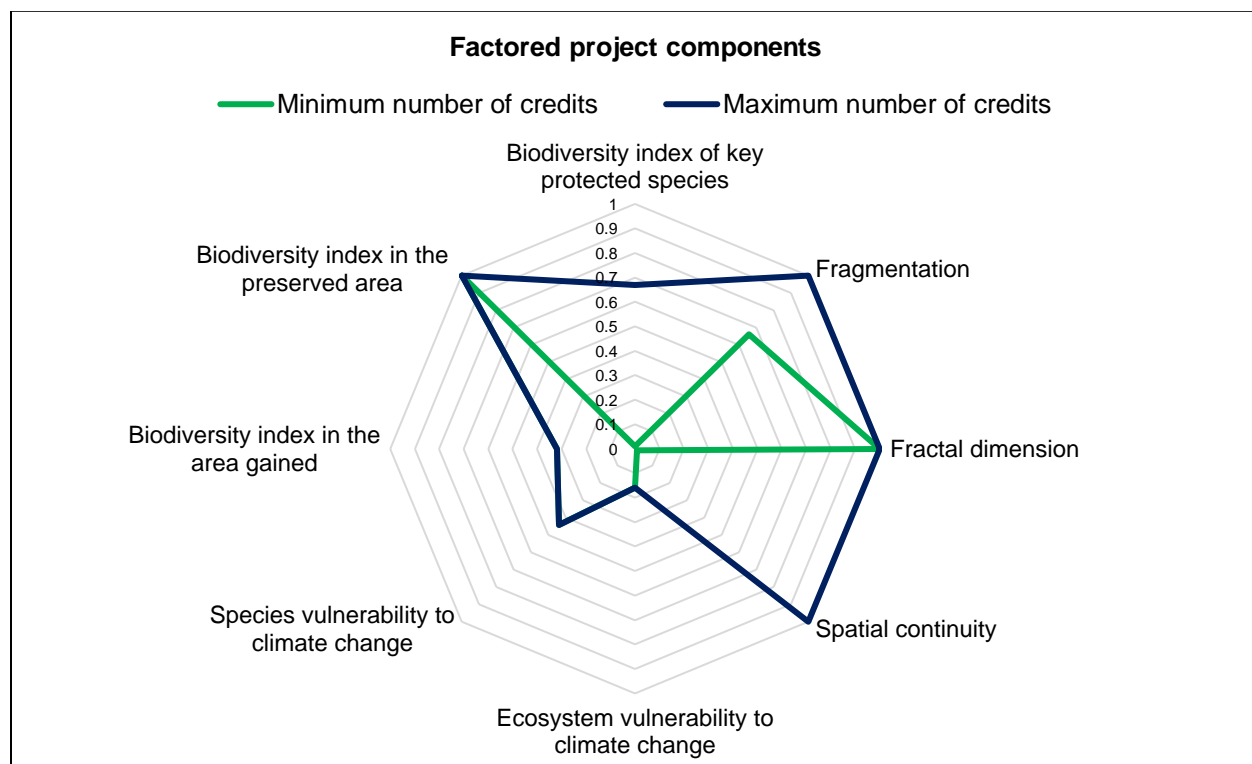 Factored project components
Minimum number of credits
Maximum number of credits
Biodiversity index of key
protected species
1
0.9
0.8
0.7
0.6
0.5
0.4
0.3
0.2
0.1
0
Fragmentation
Fractal dimension
Spatial continuity
Ecosystem vulnerability to
climate change
Species vulnerability to
climate change
Biodiversity index in the
area gained
Biodiversity index in the
preserved area